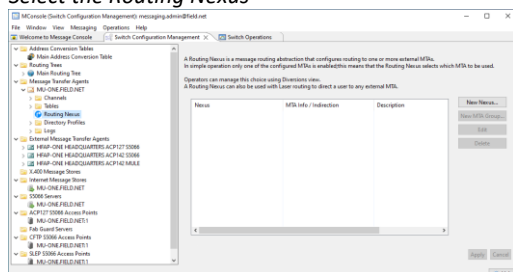 Select the Routing Nexus
MConsole (Switch Configuration Management): messaging.admin@field.net
File Window View Messaging Operations Help
Welcome to Message Console
Switch Configuration Management
Switch Operations
Address Conversion Tables
Main Address Conversion Table
Routing Trees
Main Routing Tree
Message Transfer Agents
MU-ONE.FIELD.NET
Channels
Tables
Routing Nexus
Directory Profiles
Logs
External Message Transfer Agents
HFAP-ONE HEADQUARTERS ACP127 S5066
HFAP-ONE HEADQUARTERS ACP142 S5066
HFAP-ONE HEADQUARTERS ACP142 MULE
X.400 Message Stores
Internet Message Stores
MU-ONE.FIELD.NET
S5066 Servers
MU-ONE.FIELD.NET
ACP127 S5066 Access Points
MU-ONE.FIELD.NET:1
Fab Guard Servers
CFTP S5066 Access Points
MU-ONE.FIELD.NET:1
SLEP S5066 Access Points
MU-ONE.FIELD.NET:1
A Routing Nexus is a message routing abstraction that configures routing to one or more external MTAs.
In simple operation only one of the configured MTAs is enabled(this means that the Routing Nexus selects which MTA to be used.
Operators can manage this choice using Diversions view.
A Routing Nexus can also be used with Laser routing to direct a user to any external MTA.
Nexus
MTA Info / Indirection
Description
New Nexus...
New MTA Group...
Edit
Delete
Apply
Cancel